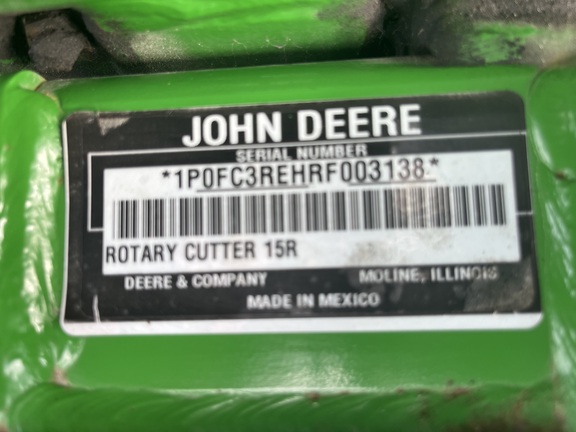 JOHN DEERE
SERIAL NUMBER
*1P0FC3REHRF003138*
ROTARY CUTTER 15R
DEERE & COMPANY MOLINE, ILLINOIS
MADE IN MEXICO